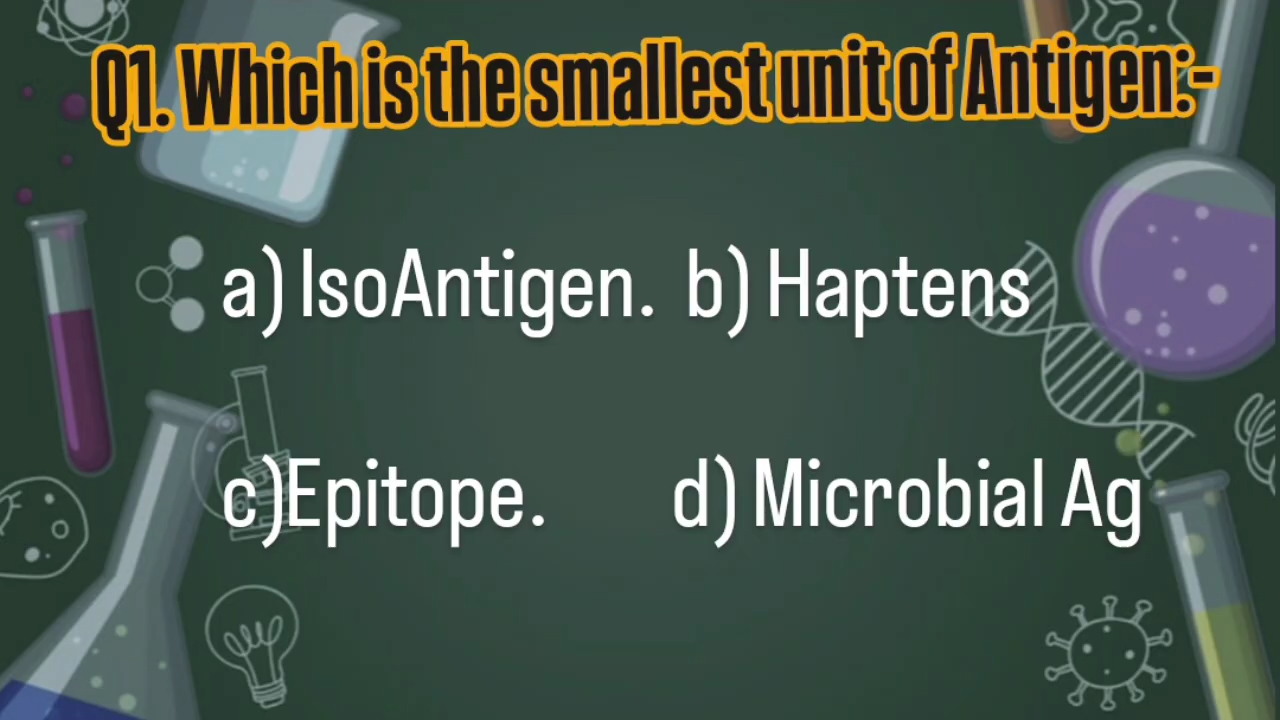 Q1. Which is the smallest unit of Antigen:-
a) IsoAntigen. b) Haptens
c)Epitope. d) Microbial Ag